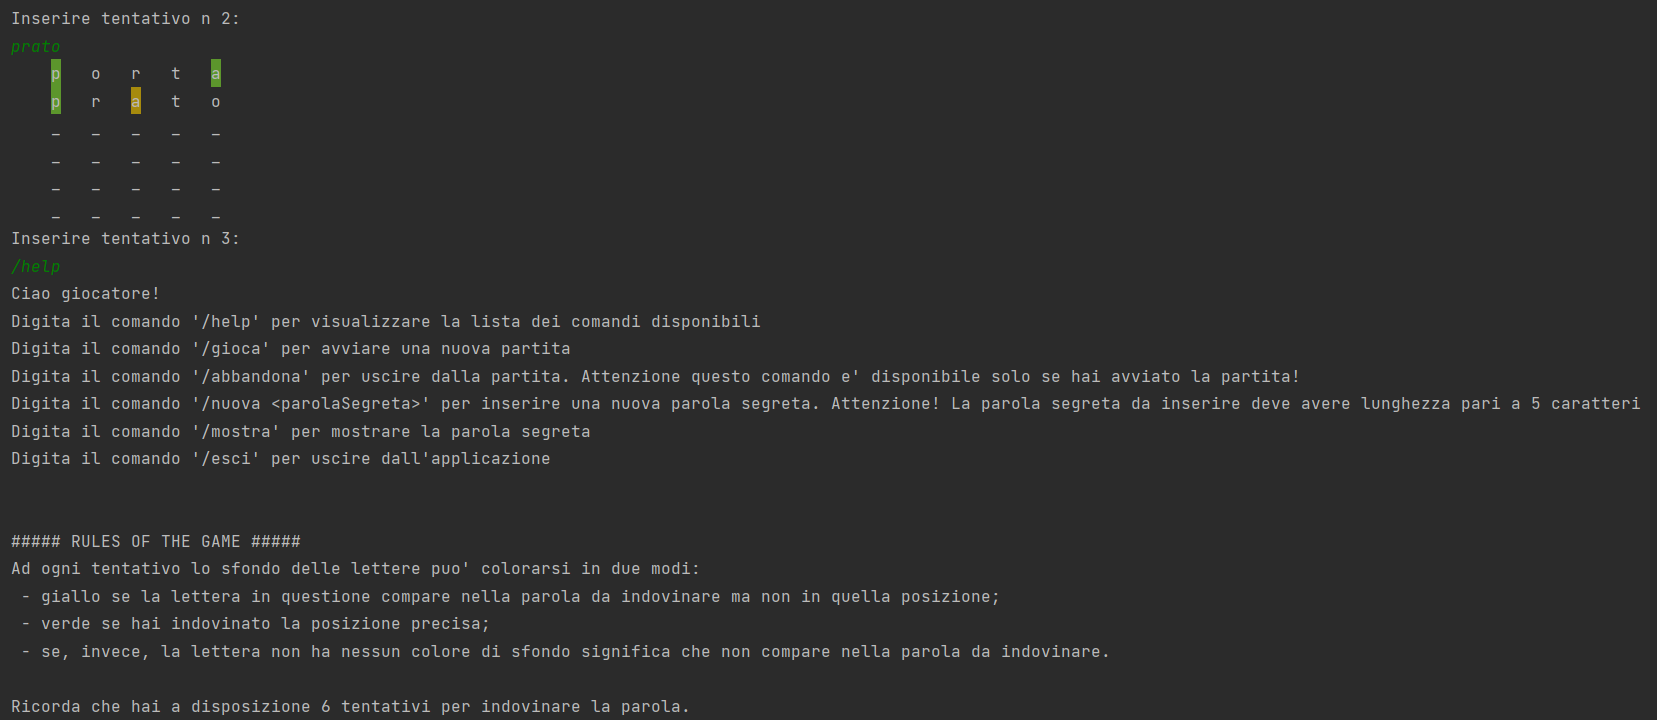 Inserire tentativo n 2:
prato
p o r t a
p r a t o
_ _ _ _ _
_ _ _ _ _
_ _ _ _ _
_ _ _ _ _
Inserire tentativo n 3:
/help
Ciao giocatore!
Digita il comando '/help' per visualizzare la lista dei comandi disponibili
Digita il comando '/gioca' per avviare una nuova partita
Digita il comando '/abbandona' per uscire dalla partita. Attenzione questo comando e' disponibile solo se hai avviato la partita!
Digita il comando '/nuova <parolaSegreta>' per inserire una nuova parola segreta. Attenzione! La parola segreta da inserire deve avere lunghezza pari a 5 caratteri
Digita il comando '/mostra' per mostrare la parola segreta
Digita il comando '/esci' per uscire dall'applicazione
##### RULES OF THE GAME #####
Ad ogni tentativo lo sfondo delle lettere puo' colorarsi in due modi:
- giallo se la lettera in questione compare nella parola da indovinare ma non in quella posizione;
- verde se hai indovinato la posizione precisa;
- se, invece, la lettera non ha nessun colore di sfondo significa che non compare nella parola da indovinare.
Ricorda che hai a disposizione 6 tentativi per indovinare la parola.